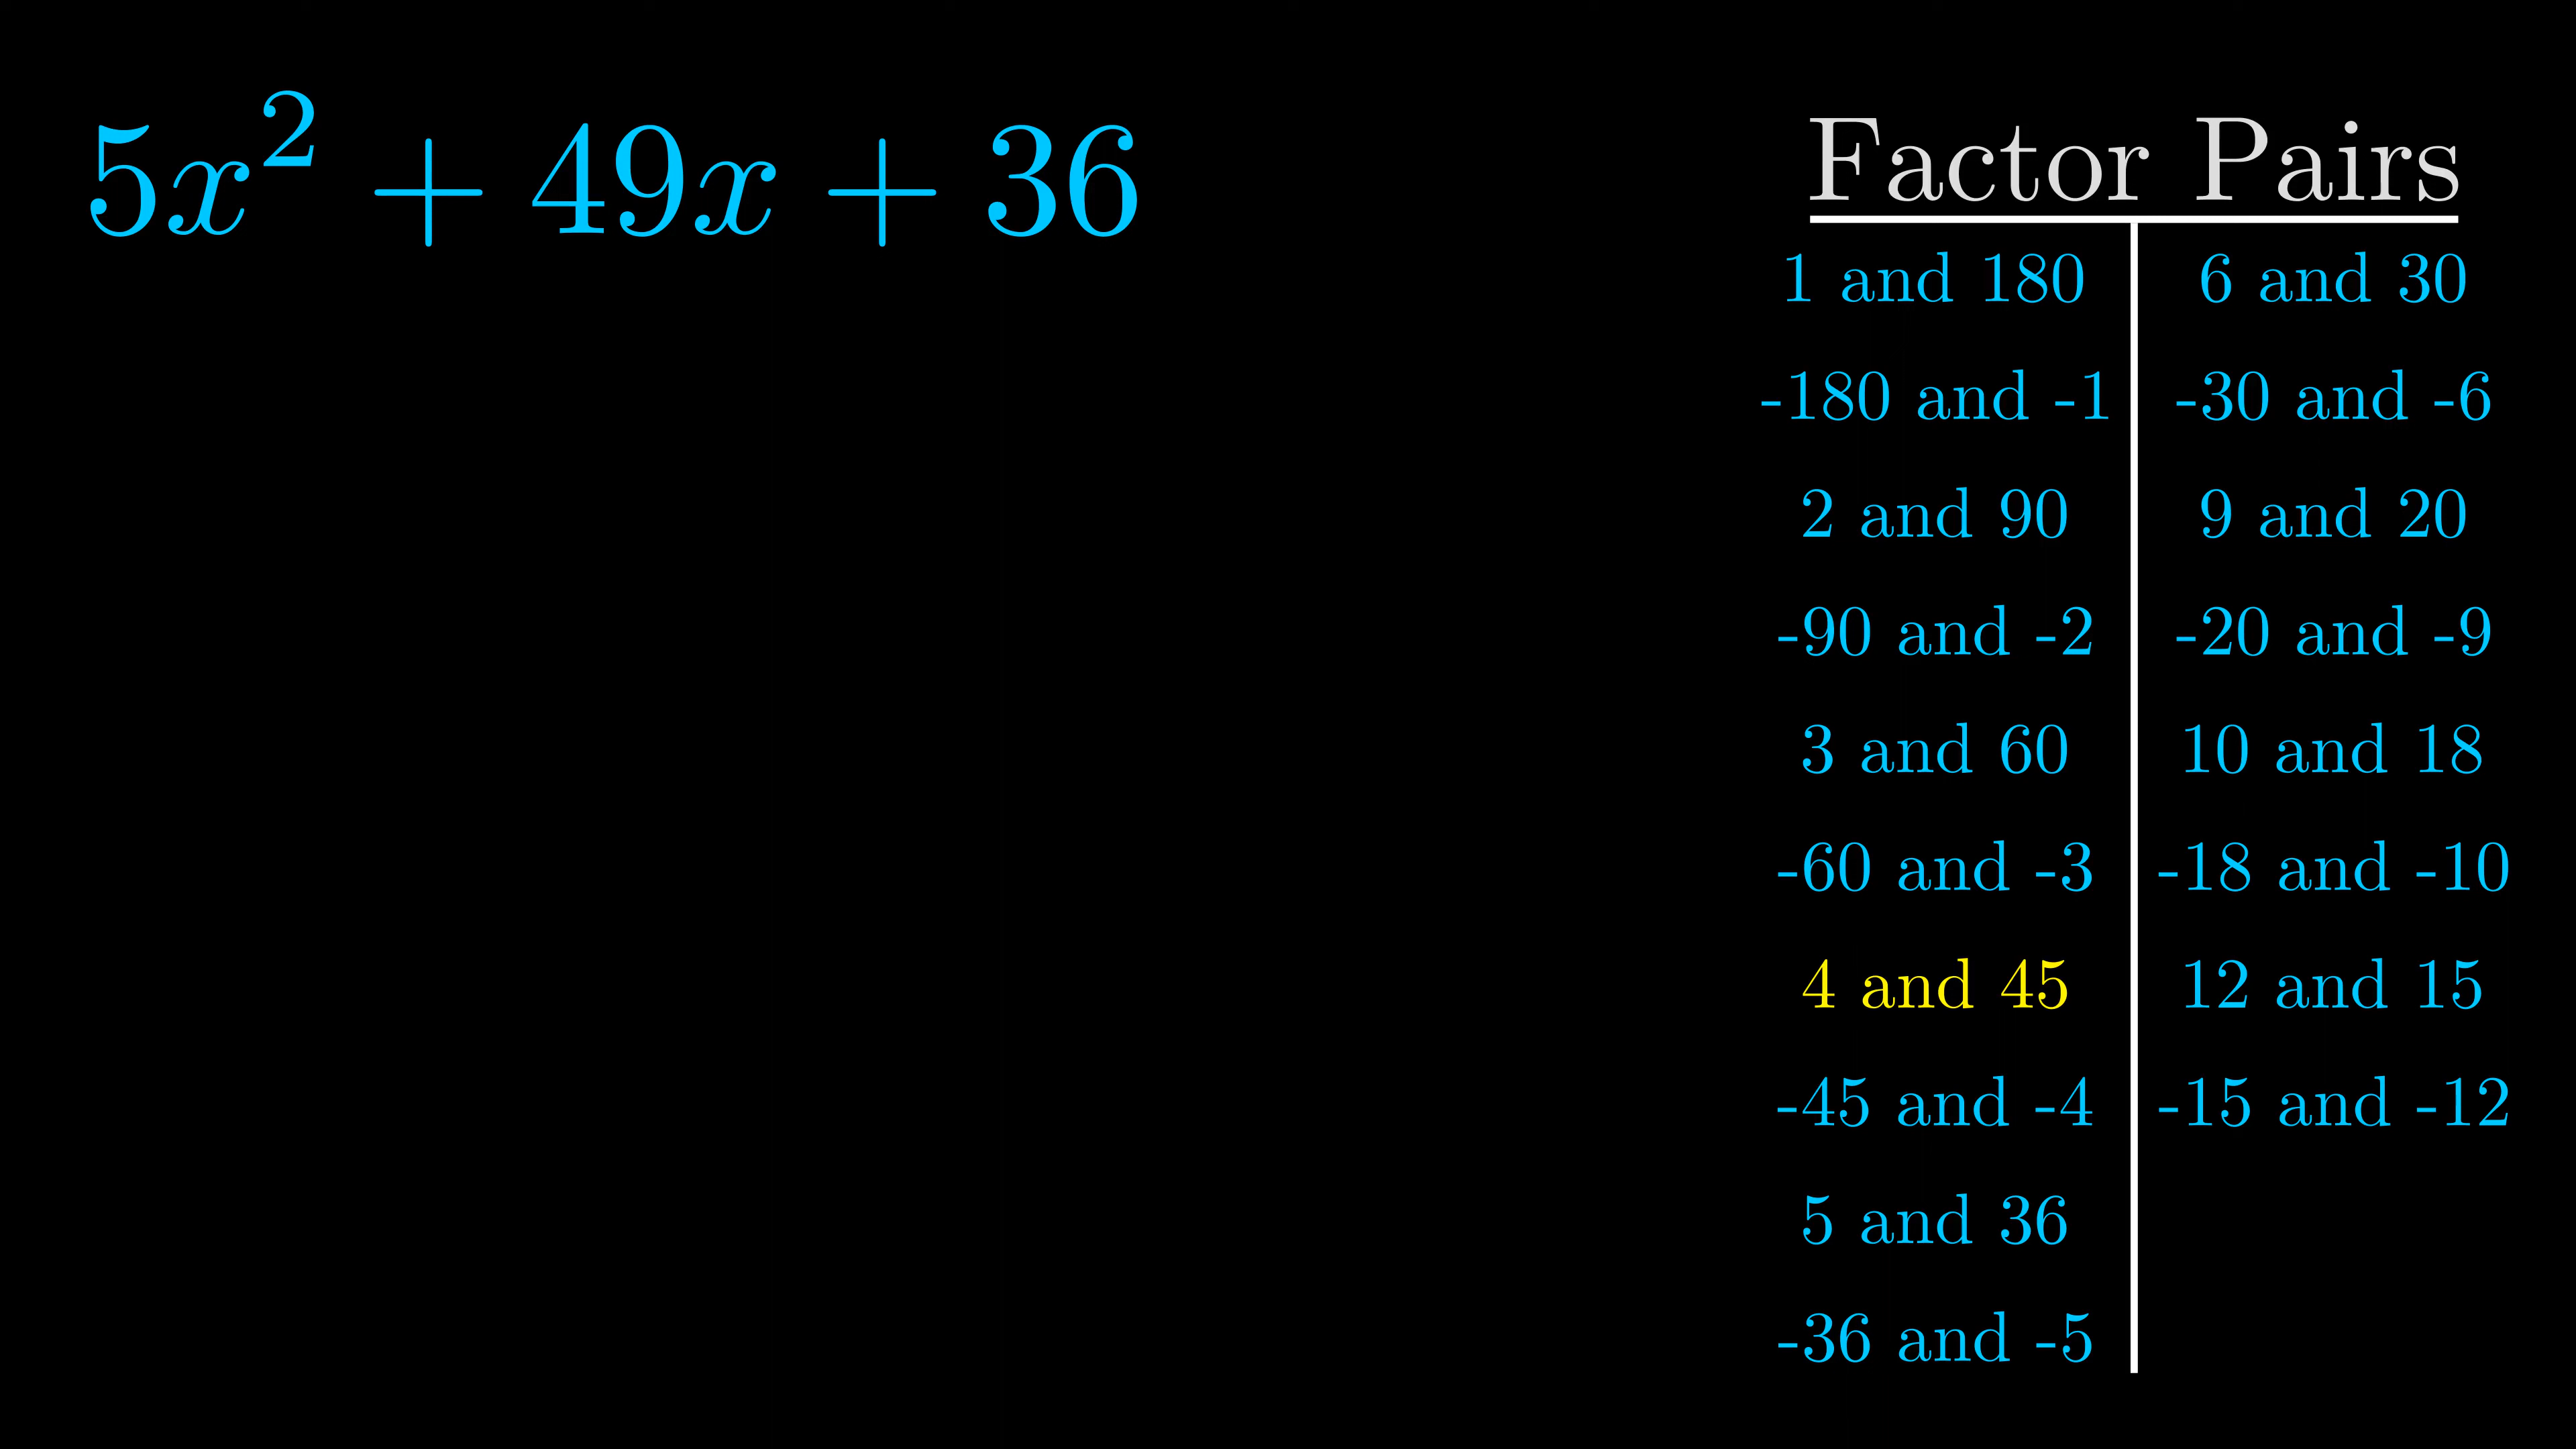 5x² + 49x + 36
Factor Pairs
1 and 180
-180 and -1
2 and 90
-90 and -2
3 and 60
-60 and -3
4 and 45
-45 and -4
5 and 36
-36 and -5
6 and 30
-30 and -6
9 and 20
-20 and -9
10 and 18
-18 and -10
12 and 15
-15 and -12